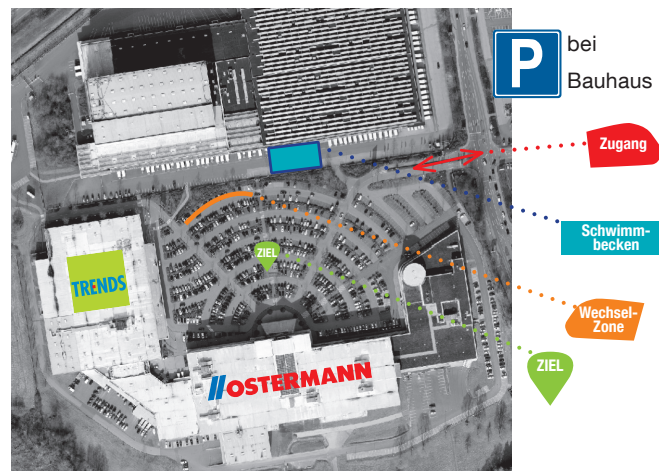 P bei
Bauhaus
Zugang
Schwimm-
becken
ZIEL
TRENDS
Wechsel-
Zone
ZIEL
OSTERMANN